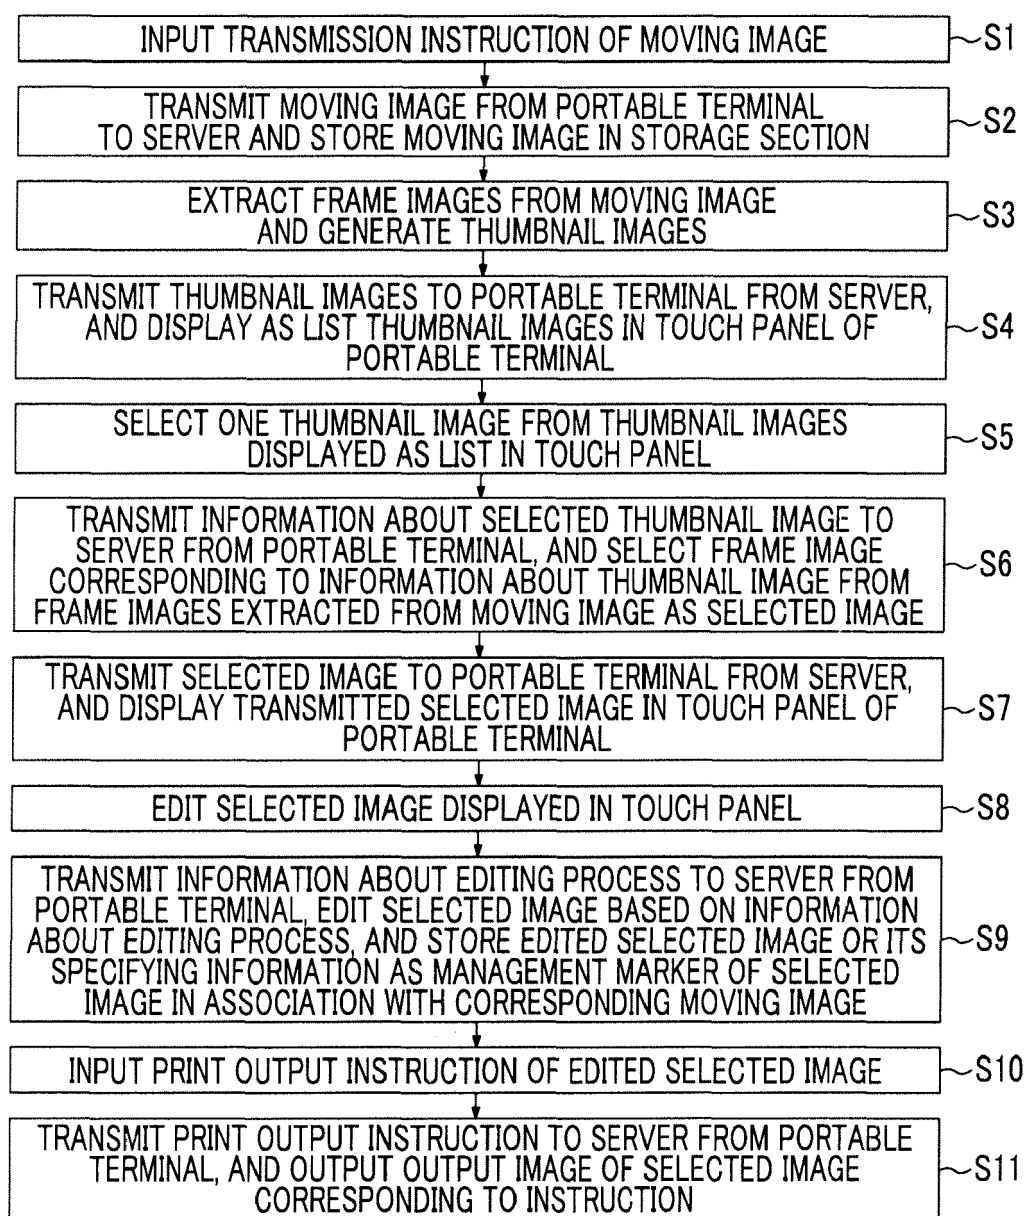 INPUT TRANSMISSION INSTRUCTION OF MOVING IMAGE
S1
TRANSMIT MOVING IMAGE FROM PORTABLE TERMINAL
TO SERVER AND STORE MOVING IMAGE IN STORAGE SECTION
S2
EXTRACT FRAME IMAGES FROM MOVING IMAGE
AND GENERATE THUMBNAIL IMAGES
S3
TRANSMIT THUMBNAIL IMAGES TO PORTABLE TERMINAL FROM SERVER,
AND DISPLAY AS LIST THUMBNAIL IMAGES IN TOUCH PANEL OF
PORTABLE TERMINAL
S4
SELECT ONE THUMBNAIL IMAGE FROM THUMBNAIL IMAGES
DISPLAYED AS LIST IN TOUCH PANEL
S5
TRANSMIT INFORMATION ABOUT SELECTED THUMBNAIL IMAGE TO
SERVER FROM PORTABLE TERMINAL, AND SELECT FRAME IMAGE
CORRESPONDING TO INFORMATION ABOUT THUMBNAIL IMAGE FROM
FRAME IMAGES EXTRACTED FROM MOVING IMAGE AS SELECTED IMAGE
S6
TRANSMIT SELECTED IMAGE TO PORTABLE TERMINAL FROM SERVER,
AND DISPLAY TRANSMITTED SELECTED IMAGE IN TOUCH PANEL OF
PORTABLE TERMINAL
S7
EDIT SELECTED IMAGE DISPLAYED IN TOUCH PANEL
S8
TRANSMIT INFORMATION ABOUT EDITING PROCESS TO SERVER FROM
PORTABLE TERMINAL, EDIT SELECTED IMAGE BASED ON INFORMATION
ABOUT EDITING PROCESS, AND STORE EDITED SELECTED IMAGE OR ITS
SPECIFYING INFORMATION AS MANAGEMENT MARKER OF SELECTED
IMAGE IN ASSOCIATION WITH CORRESPONDING MOVING IMAGE
S9
INPUT PRINT OUTPUT INSTRUCTION OF EDITED SELECTED IMAGE
S10
TRANSMIT PRINT OUTPUT INSTRUCTION TO SERVER FROM PORTABLE
TERMINAL, AND OUTPUT OUTPUT IMAGE OF SELECTED IMAGE
CORRESPONDING TO INSTRUCTION
S11